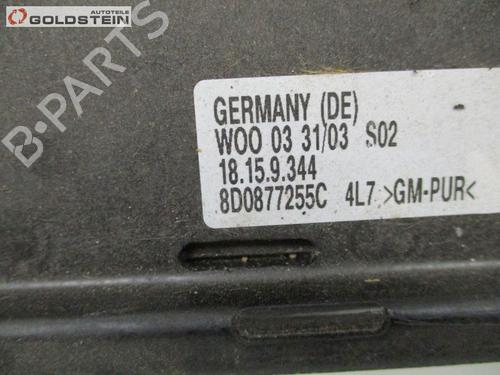 AUTOTEILE
GOLDSTEIN
B-PARTS
GERMANY (DE)
WOO 03 31/03 S02
18.15.9.344
8D0877255C 4L7 >GM-PUR<